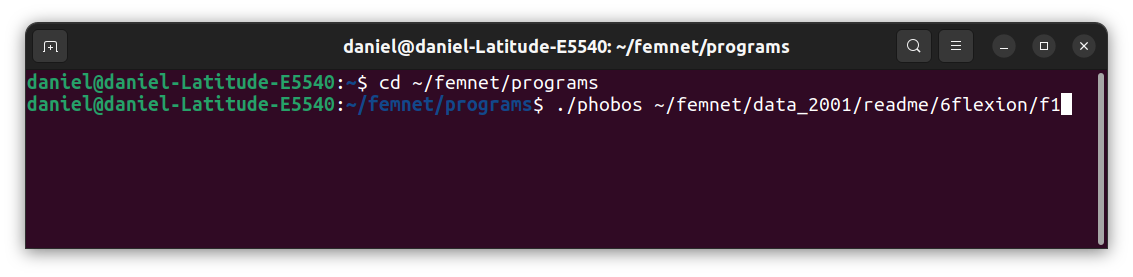 daniel@daniel-Latitude-E5540: ~/femnet/programs
daniel@daniel-Latitude-E5540:~$ cd ~/femnet/programs
daniel@daniel-Latitude-E5540:~/femnet/programs$ ./phobos ~/femnet/data_2001/readme/6flexion/f1